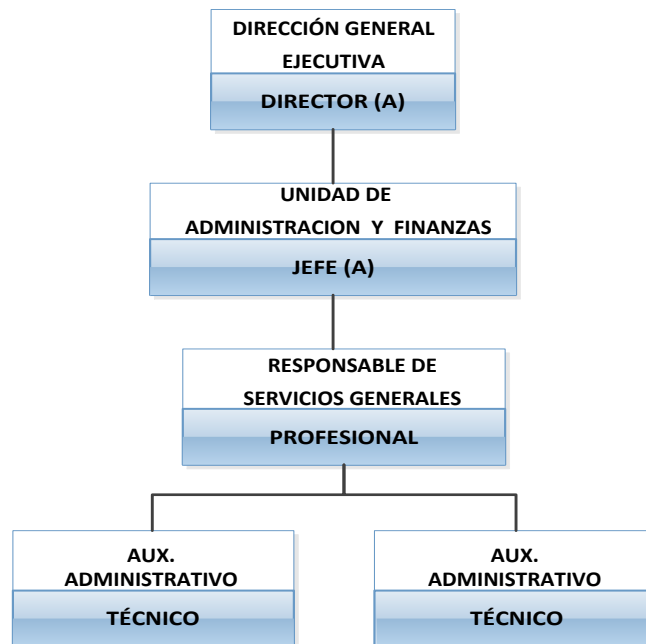 DIRECCIÓN GENERAL
EJECUTIVA
DIRECTOR (A)
UNIDAD DE
ADMINISTRACION Y FINANZAS
JEFE (A)
RESPONSABLE DE
SERVICIOS GENERALES
PROFESIONAL
AUX.
ADMINISTRATIVO
TÉCNICO
AUX.
ADMINISTRATIVO
TÉCNICO